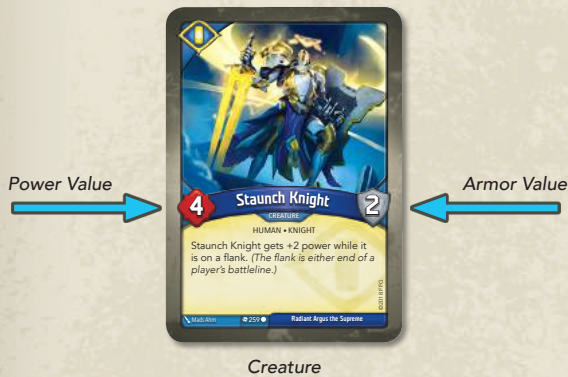 Power Value
Armor Value
4
Staunch Knight
2
CREATURE
HUMAN • KNIGHT
Staunch Knight gets +2 power while it
is on a flank. (The flank is either end of a
player's battleline.)
©2018 FFG
Mads Ahm
259
Radiant Argus the Supreme
Creature